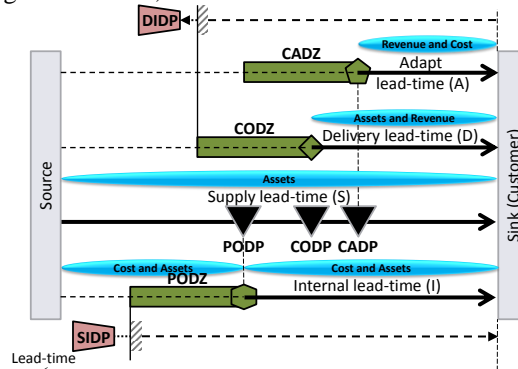 DIDP
Revenue and Cost
CADZ
Adapt
lead-time (A)
Assets and Revenue
CODZ
Delivery lead-time (D)
Assets
Supply lead-time (S)
PODP
CODP
CADP
Cost and Assets
Cost and Assets
PODZ
Internal lead-time (I)
SIDP
Lead-time
Source
Sink (Customer)